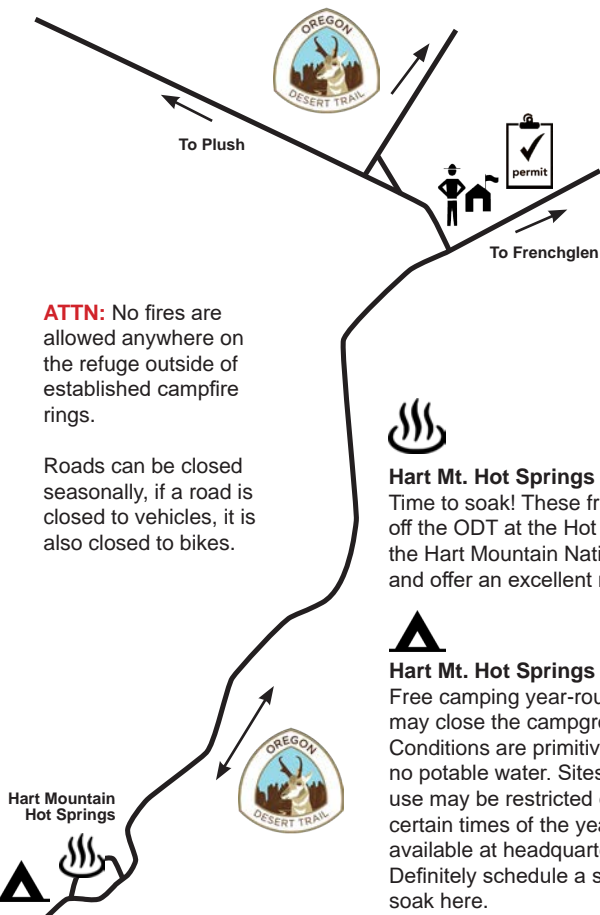 OREGON
DESERT TRAIL
To Plush
permit
To Frenchglen
ATTN: No fires are
allowed anywhere on
the refuge outside of
established campfire
rings.
Roads can be closed
seasonally, if a road is
closed to vehicles, it is
also closed to bikes.
Hart Mt. Hot Springs
Time to soak! These fr
off the ODT at the Hot
the Hart Mountain Nati
and offer an excellent
Hart Mt. Hot Springs
Free camping year-rou
may close the campgr
Conditions are primitiv
no potable water. Sites
use may be restricted
certain times of the yea
available at headquart
Definitely schedule a s
soak here.
OREGON
DESERT TRAIL
Hart Mountain
Hot Springs